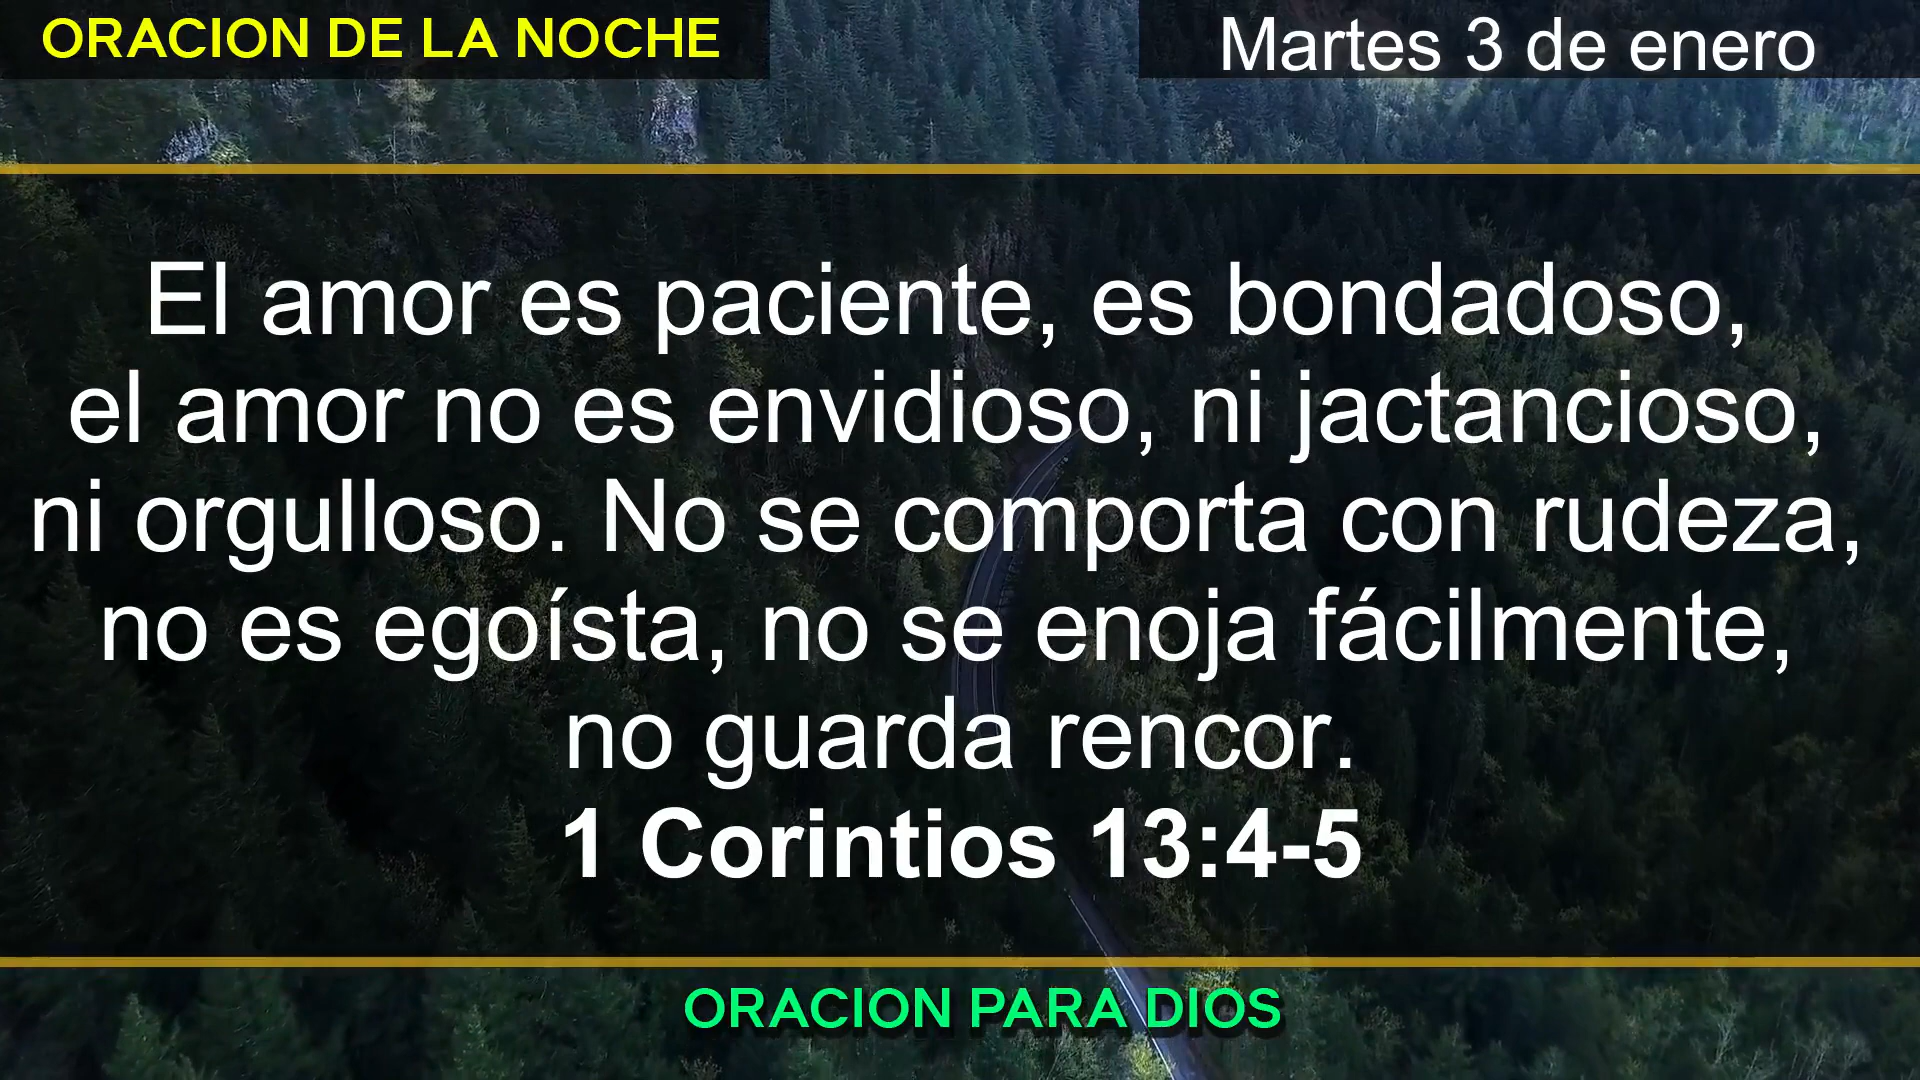 ORACION DE LA NOCHE
Martes 3 de enero
El amor es paciente, es bondadoso,
el amor no es envidioso, ni jactancioso,
ni orgulloso. No se comporta con rudeza,
no es egoísta, no se enoja fácilmente,
no guarda rencor.
1 Corintios 13:4-5
ORACION PARA DIOS